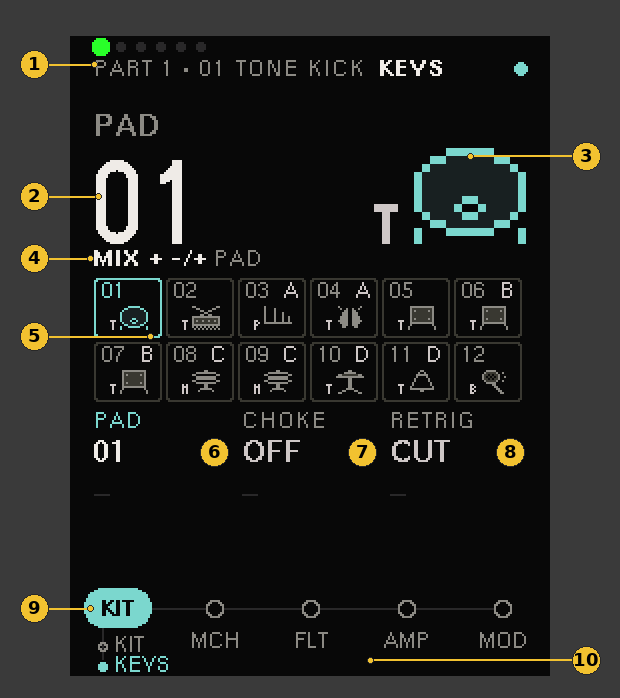 1 PART 1 · 01 TONE KICK KEYS
PAD
3
2 01 T
4 MIX + -/+ PAD
01 02 03 A 04 A 05 06 B
T T P T T T
5
07 B 08 C 09 C 10 D 11 D 12
T M M T T B
PAD CHOKE RETRIG
01 6 OFF 7 CUT 8
— — —
9 KIT
KIT MCH FLT AMP MOD
KEYS 10